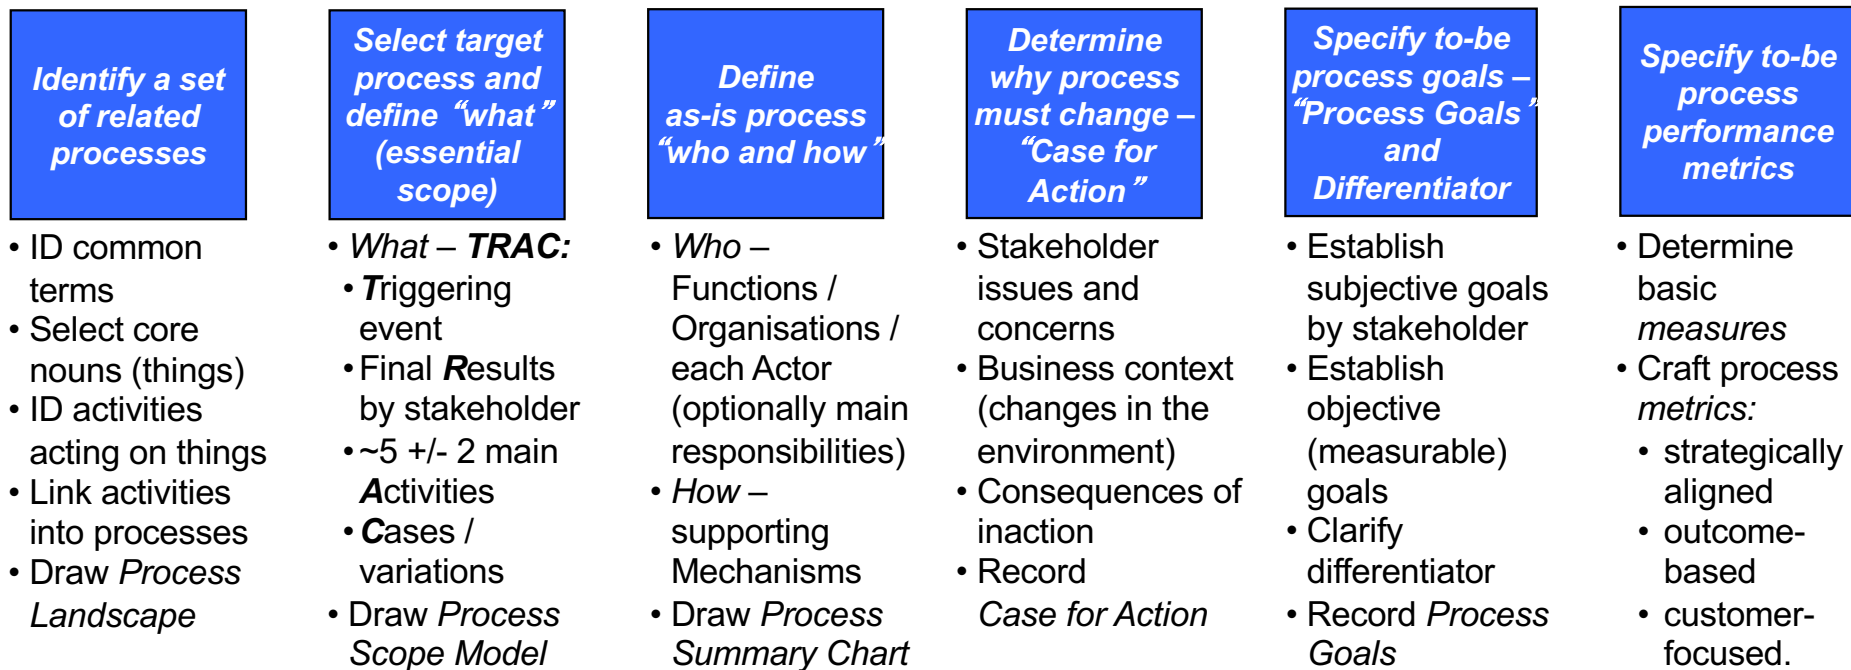 Identify a set
of related
processes
• ID common
terms
• Select core
nouns (things)
• ID activities
acting on things
• Link activities
into processes
• Draw Process
Landscape
Select target
process and
define “what”
(essential
scope)
• What – TRAC:
• Triggering
event
• Final Results
by stakeholder
• ~5 +/- 2 main
Activities
• Cases /
variations
• Draw Process
Scope Model
Define
as-is process
“who and how”
• Who –
Functions /
Organisations /
each Actor
(optionally main
responsibilities)
• How –
supporting
Mechanisms
• Draw Process
Summary Chart
Determine
why process
must change –
“Case for
Action”
• Stakeholder
issues and
concerns
• Business context
(changes in the
environment)
• Consequences of
inaction
• Record
Case for Action
Specify to-be
process goals –
“Process Goals”
and
Differentiator
• Establish
subjective goals
by stakeholder
• Establish
objective
(measurable)
goals
• Clarify
differentiator
• Record Process
Goals
Specify to-be
process
performance
metrics
• Determine
basic
measures
• Craft process
metrics:
• strategically
aligned
• outcome-
based
• customer-
focused.